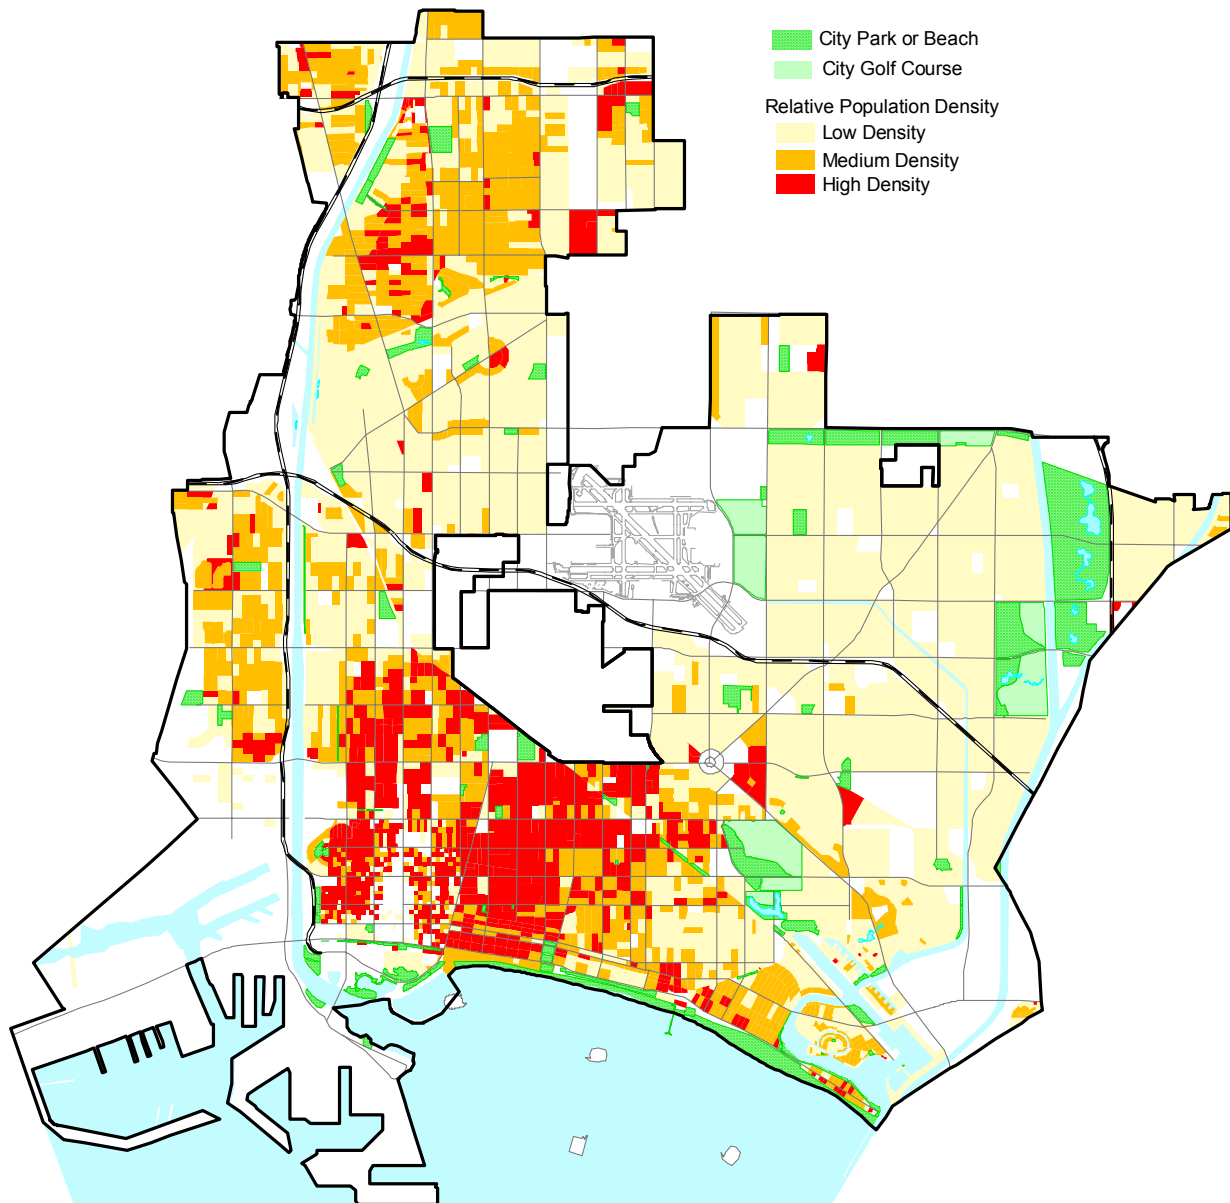 City Park or Beach
City Golf Course
Relative Population Density
Low Density
Medium Density
High Density